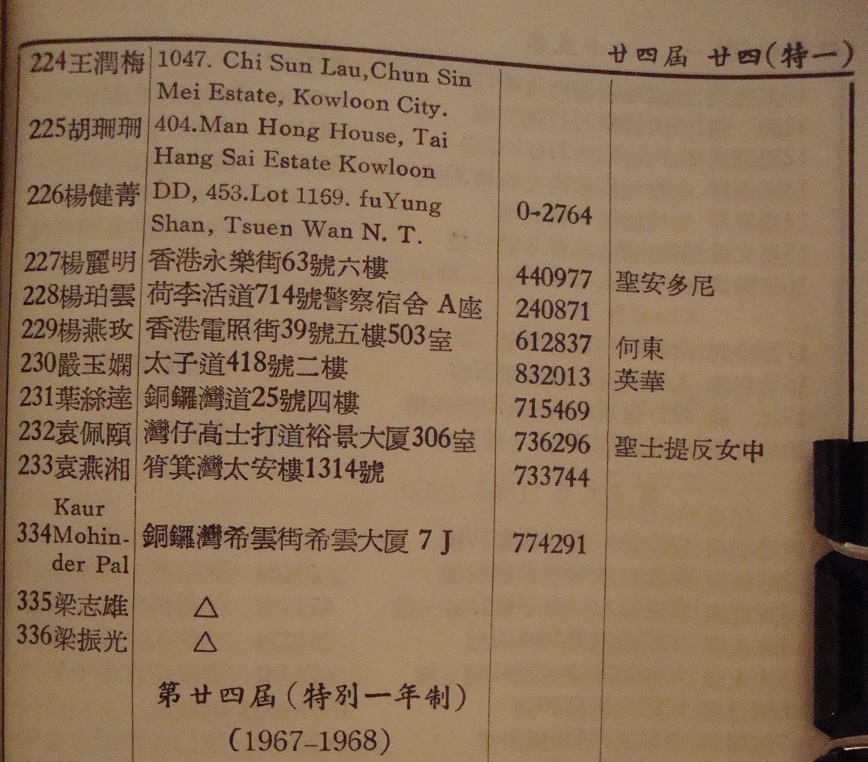 廿四屆 廿四(特一)
224王潤梅 1047. Chi Sun Lau,Chun Sin
Mei Estate, Kowloon City.
225胡珊珊 404.Man Hong House, Tai
Hang Sai Estate Kowloon
226楊健菁 DD, 453.Lot 1169. fuYung
Shan, Tsuen Wan N. T. 0-2764
227楊麗明 香港永樂街63號六樓 440977 聖安多尼
228楊珀雲 荷李活道714號警察宿舍 A座 240871
229楊燕玫 香港電照街39號五樓503室 612837 何東
230嚴玉嫻 太子道418號二樓 832013 英華
231葉絲達 銅鑼灣道25號四樓 715469
232袁佩頤 灣仔高士打道裕景大厦306室 736296 聖士提反女中
233袁燕湘 筲箕灣太安樓1314號 733744
Kaur
334Mohin- 銅鑼灣希雲街希雲大厦 7 J 774291
der Pal
335梁志雄 △
336梁振光 △
第廿四屆(特別一年制)
(1967–1968)